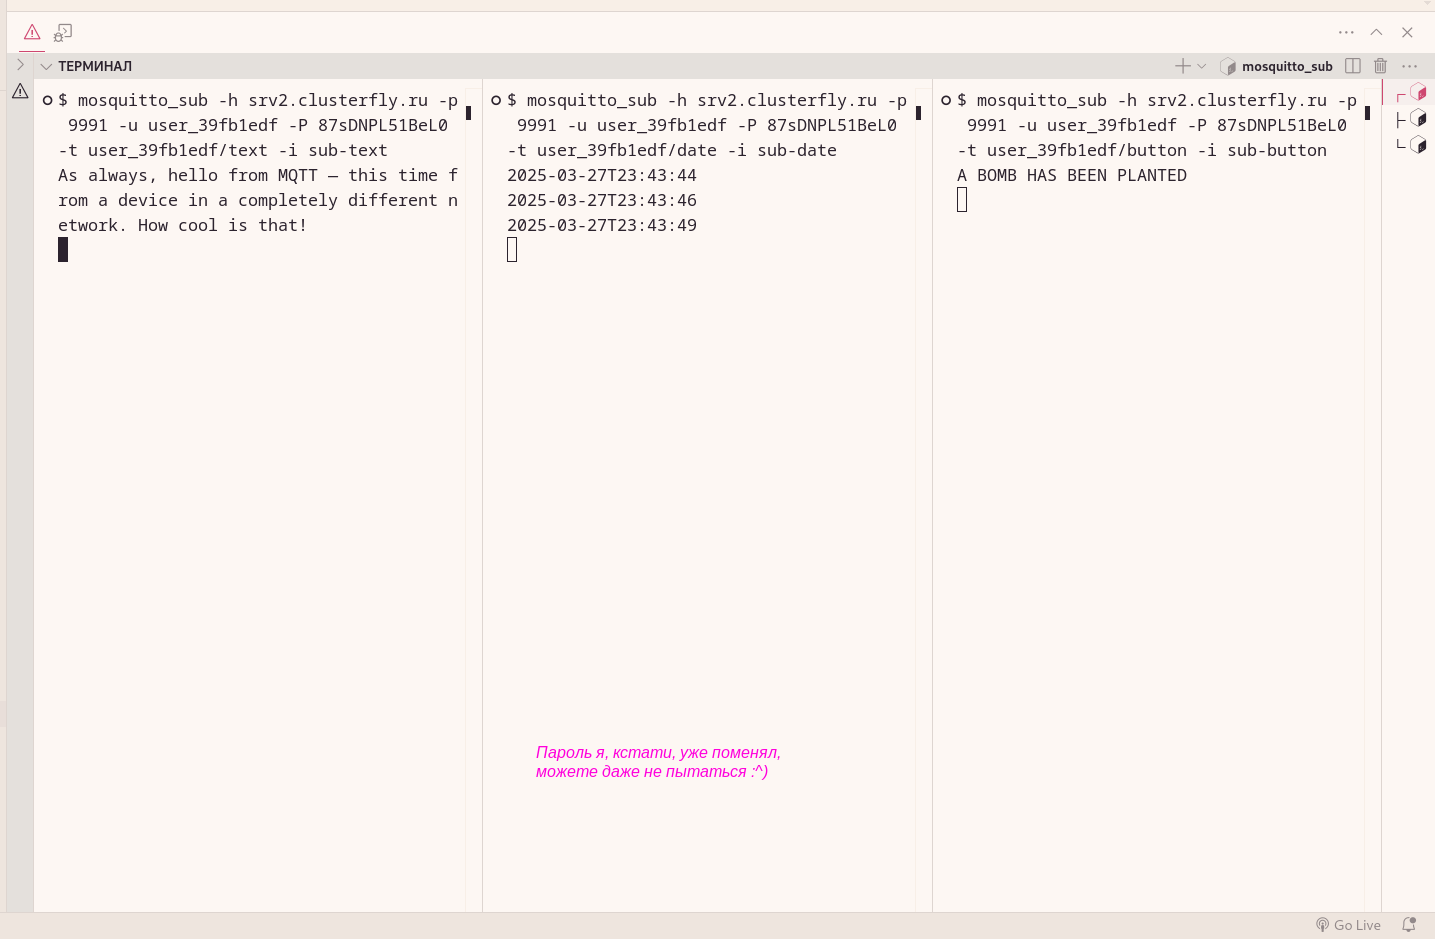 ТЕРМИНАЛ
mosquitto_sub
$ mosquitto_sub -h srv2.clusterfly.ru -p
9991 -u user_39fb1edf -P 87sDNPL51BeL0
-t user_39fb1edf/text -i sub-text
As always, hello from MQTT — this time f
rom a device in a completely different n
etwork. How cool is that!
$ mosquitto_sub -h srv2.clusterfly.ru -p
9991 -u user_39fb1edf -P 87sDNPL51BeL0
-t user_39fb1edf/date -i sub-date
2025-03-27T23:43:44
2025-03-27T23:43:46
2025-03-27T23:43:49
$ mosquitto_sub -h srv2.clusterfly.ru -p
9991 -u user_39fb1edf -P 87sDNPL51BeL0
-t user_39fb1edf/button -i sub-button
A BOMB HAS BEEN PLANTED
Пароль я, кстати, уже поменял,
можете даже не пытаться :^)
Go Live